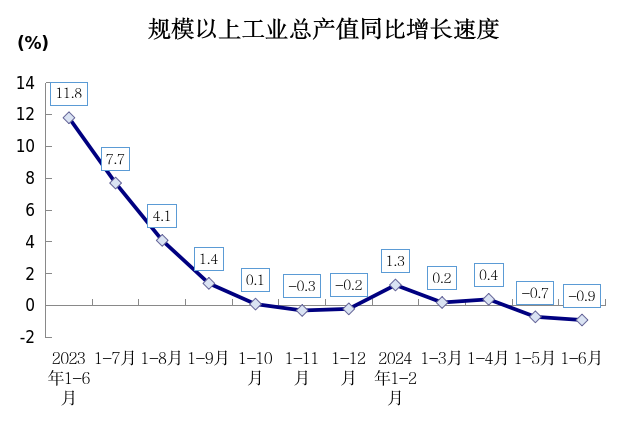 规模以上工业总产值同比增长速度
(%)
14
12
10
8
6
4
2
0
-2
11.8
7.7
4.1
1.4
0.1
-0.3
-0.2
1.3
0.2
0.4
-0.7
-0.9
2023
年1-6
月
1-7月
1-8月
1-9月
1-10
月
1-11
月
1-12
月
2024
年1-2
月
1-3月
1-4月
1-5月
1-6月